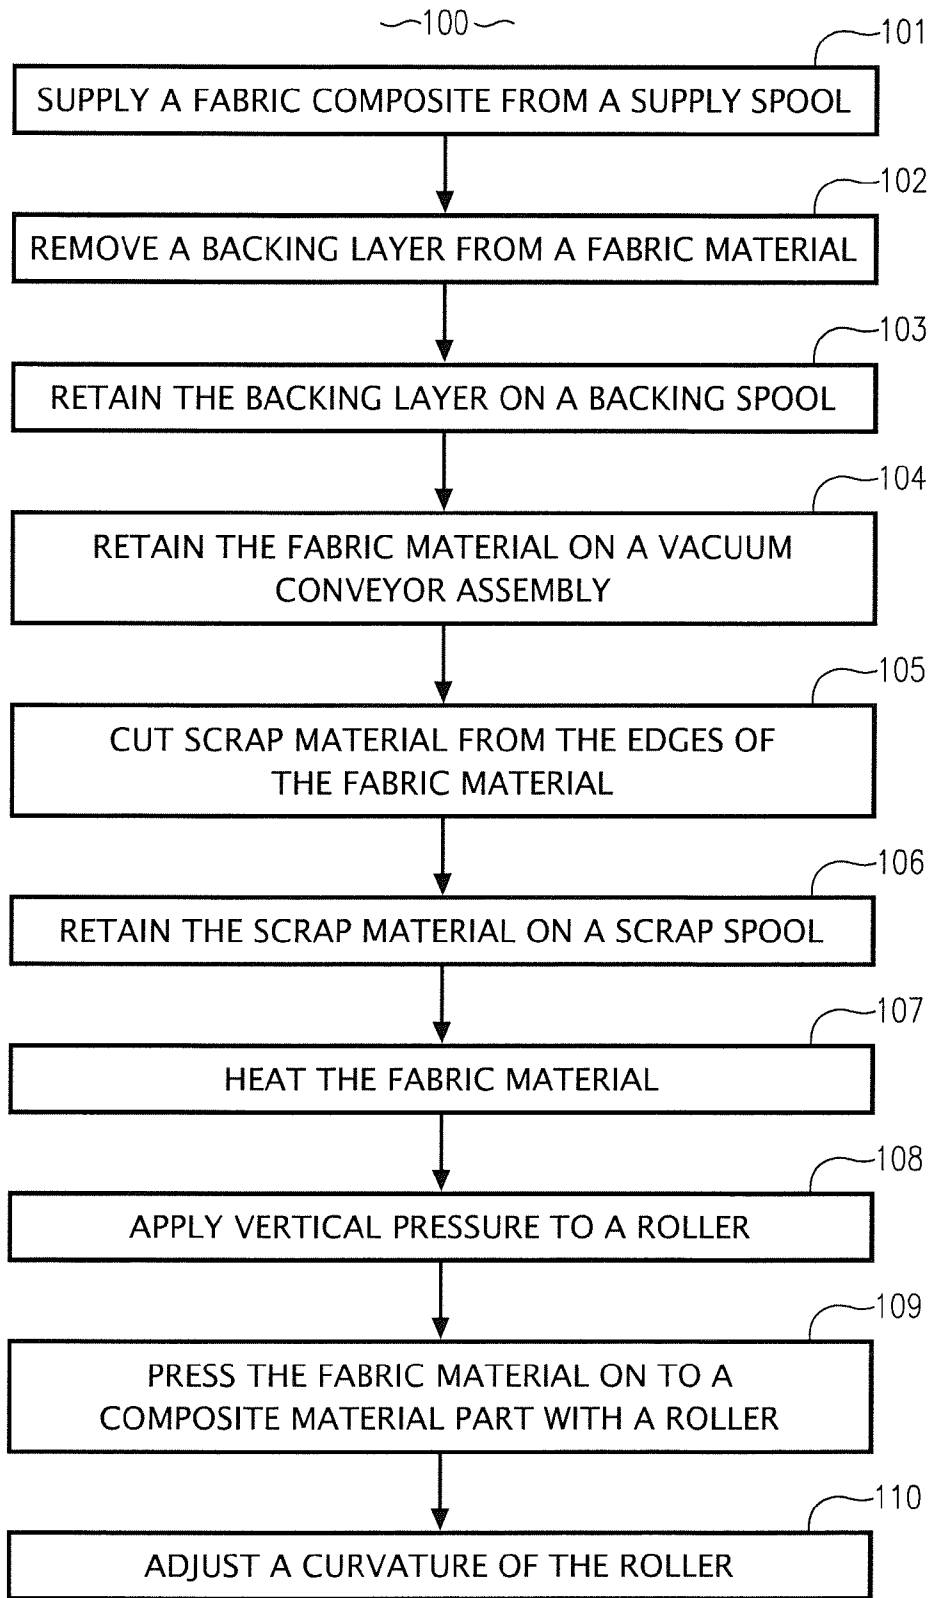 100
101
SUPPLY A FABRIC COMPOSITE FROM A SUPPLY SPOOL
102
REMOVE A BACKING LAYER FROM A FABRIC MATERIAL
103
RETAIN THE BACKING LAYER ON A BACKING SPOOL
104
RETAIN THE FABRIC MATERIAL ON A VACUUM
CONVEYOR ASSEMBLY
105
CUT SCRAP MATERIAL FROM THE EDGES OF
THE FABRIC MATERIAL
106
RETAIN THE SCRAP MATERIAL ON A SCRAP SPOOL
107
HEAT THE FABRIC MATERIAL
108
APPLY VERTICAL PRESSURE TO A ROLLER
109
PRESS THE FABRIC MATERIAL ON TO A
COMPOSITE MATERIAL PART WITH A ROLLER
110
ADJUST A CURVATURE OF THE ROLLER